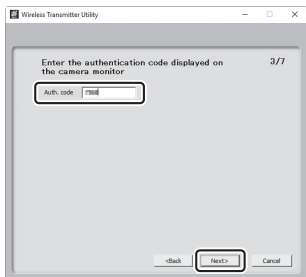 Wireless Transmitter Utility
Enter the authentication code displayed on
the camera monitor
3/7
Auth. code
<Back
Next>
Cancel